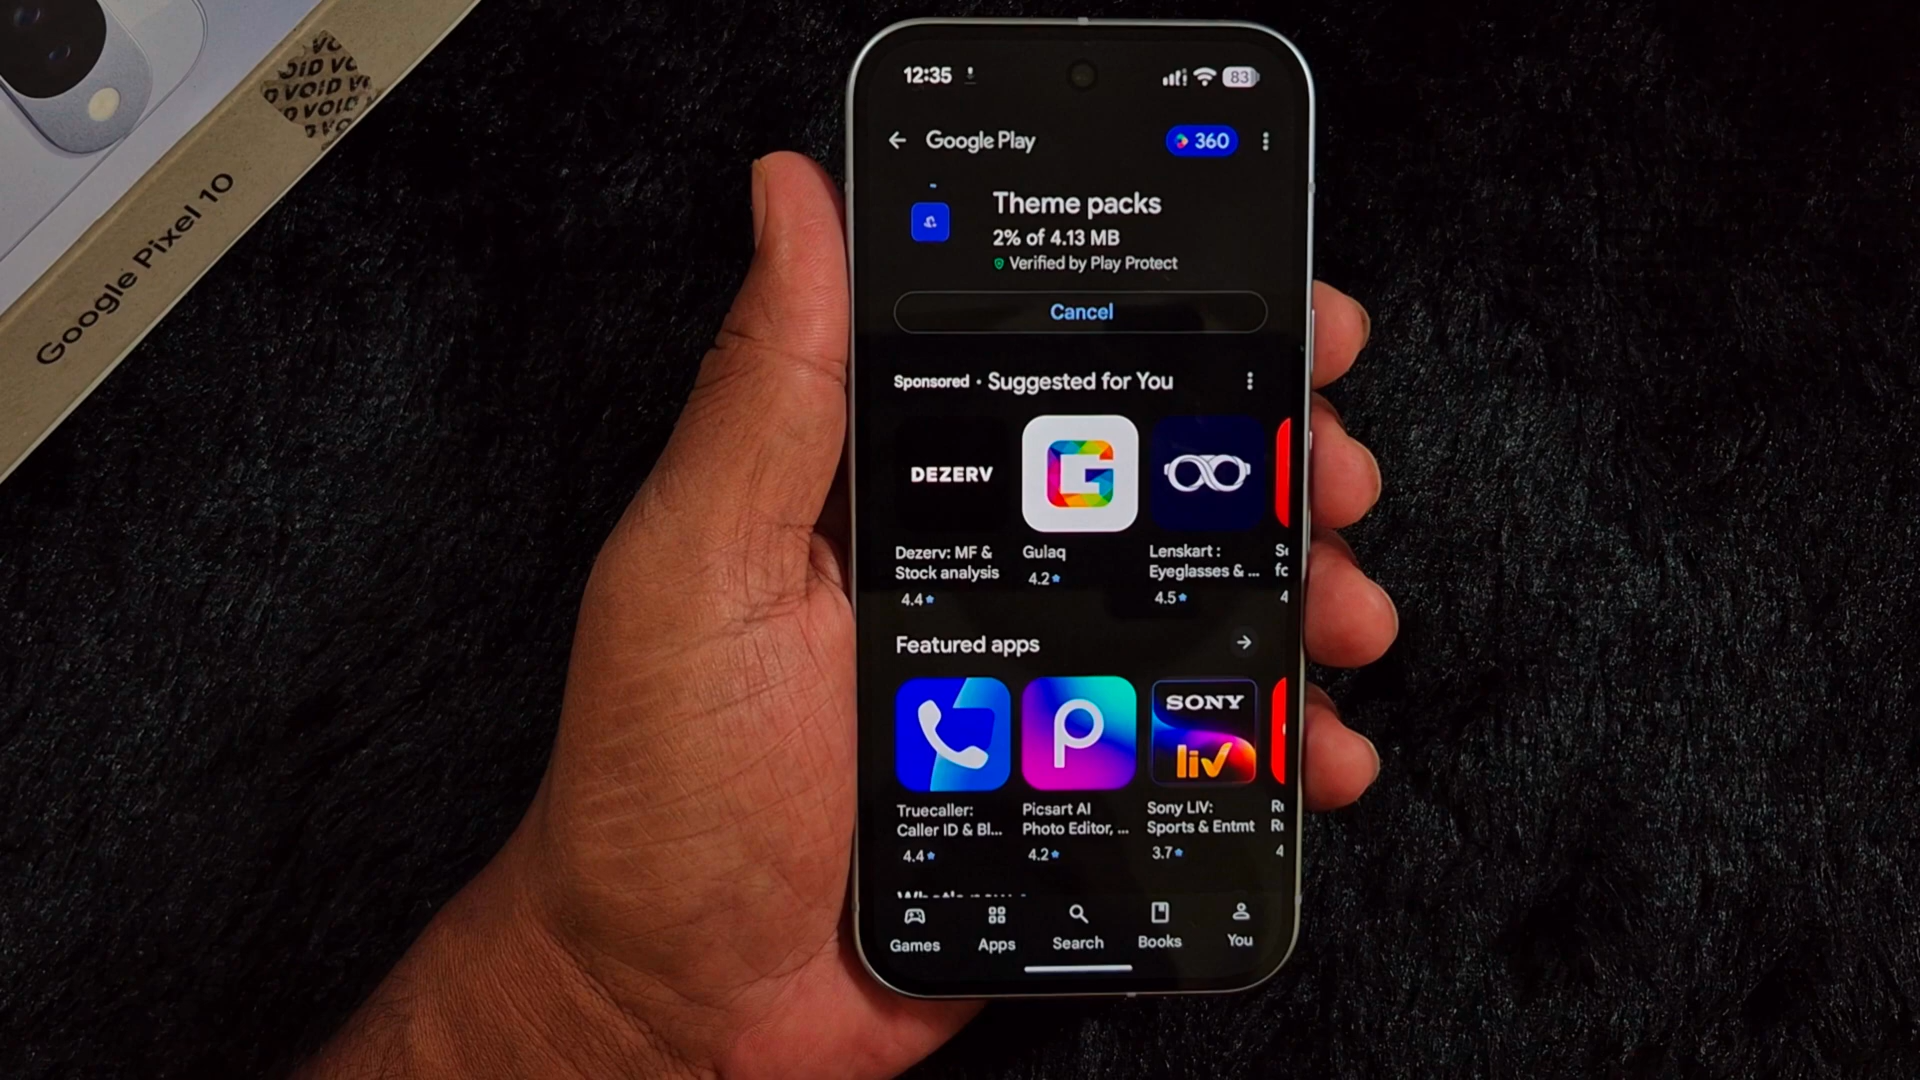 VOID VOID
Google Pixel 10
12:35
83
Google Play
360
Theme packs
2% of 4.13 MB
Verified by Play Protect
Cancel
Sponsored • Suggested for You
DEZERV
G
Dezerv: MF &
Stock analysis
4.4
Gulaq
4.2
Lenskart :
Eyeglasses & ...
4.5
Featured apps
SONY
liv
Truecaller:
Caller ID & Bl...
4.4
Picsart AI
Photo Editor, ...
4.2
Sony LIV:
Sports & Entmt
3.7
Games
Apps
Search
Books
You